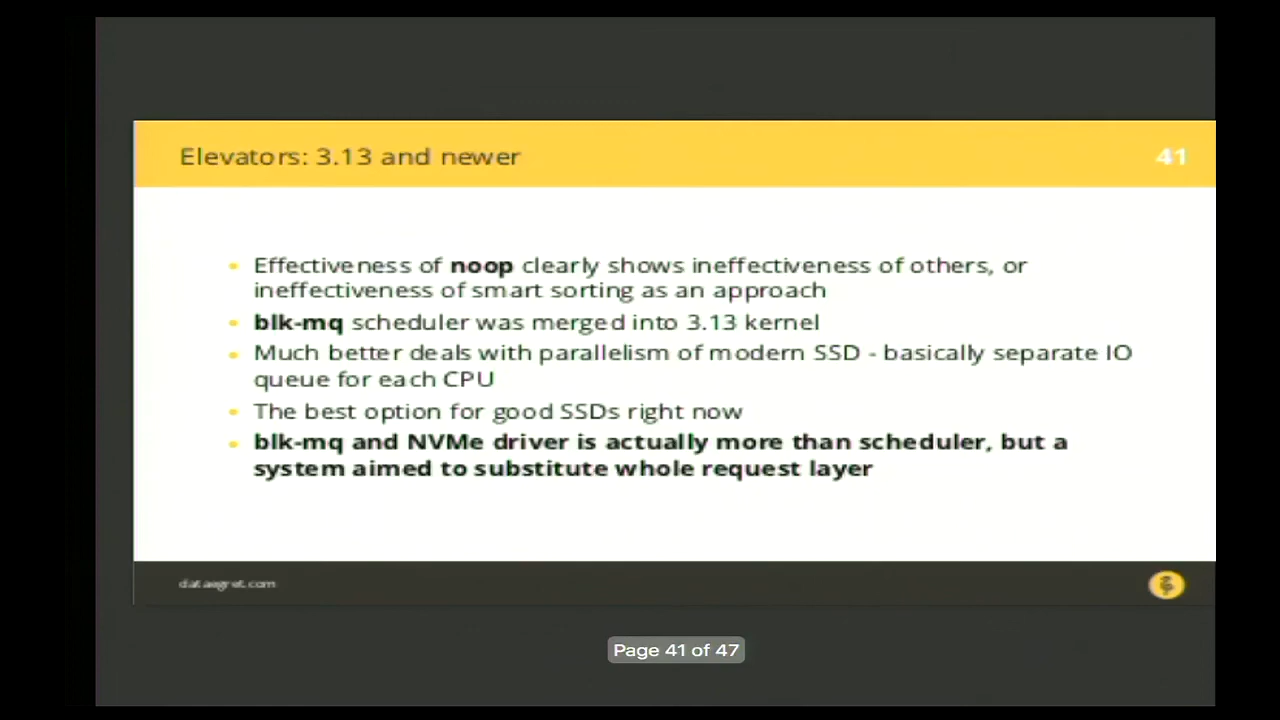 Elevators: 3.13 and newer
41
Effectiveness of noop clearly shows ineffectiveness of others, or
ineffectiveness of smart sorting as an approach
blk-mq scheduler was merged into 3.13 kernel
Much better deals with parallelism of modern SSD - basically separate IO
queue for each CPU
The best option for good SSDs right now
blk-mq and NVMe driver is actually more than scheduler, but a
system aimed to substitute whole request layer
dataegret.com
Page 41 of 47